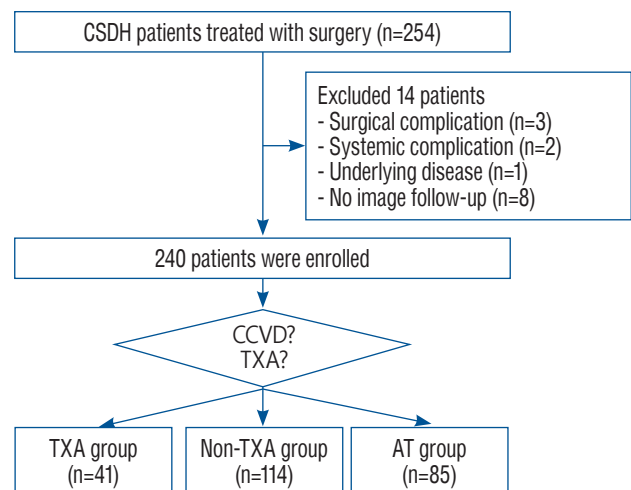 CSDH patients treated with surgery (n=254)
Excluded 14 patients
- Surgical complication (n=3)
- Systemic complication (n=2)
- Underlying disease (n=1)
- No image follow-up (n=8)
240 patients were enrolled
CCVD?
TXA?
TXA group
(n=41)
Non-TXA group
(n=114)
AT group
(n=85)